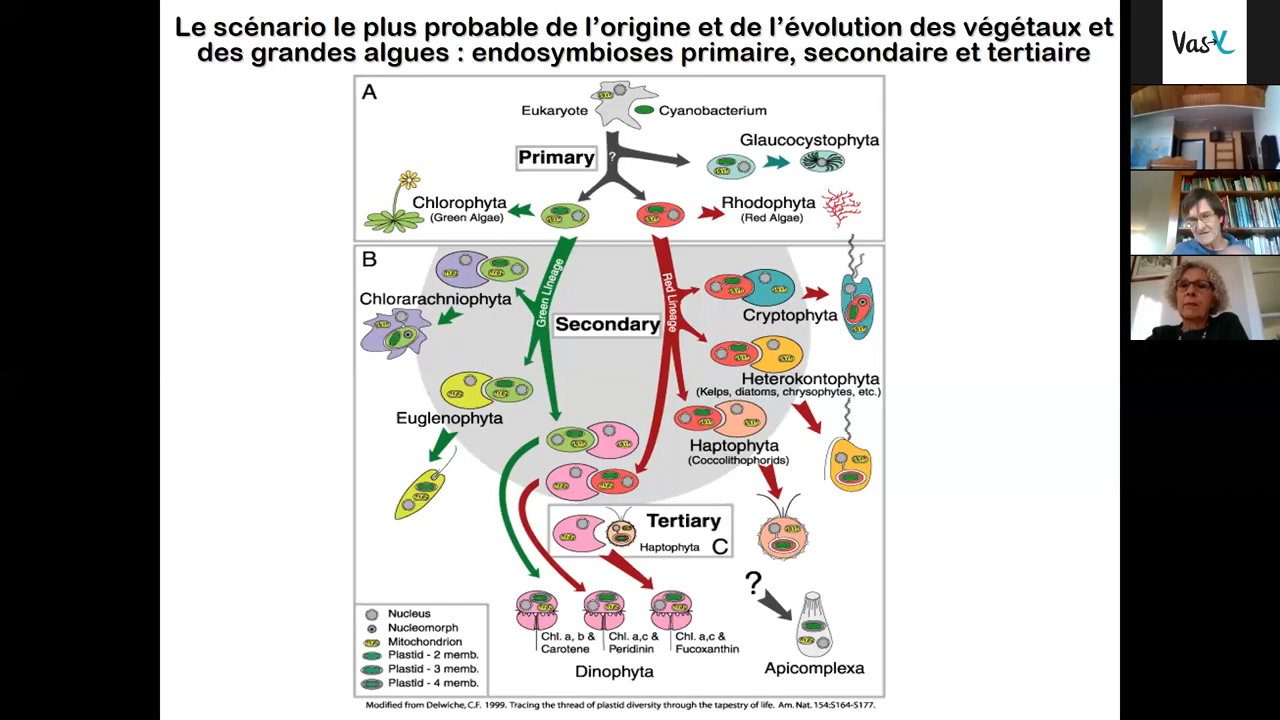 Le scénario le plus probable de l'origine et de l'évolution des végétaux et
des grandes algues : endosymbioses primaire, secondaire et tertiaire
Vas→Y
A
Eukaryote
Cyanobacterium
Primary
?
Glaucocystophyta
Chlorophyta
(Green Algae)
Rhodophyta
(Red Algae)
B
Green Lineage
Red Lineage
Chlorarachniophyta
Secondary
Cryptophyta
Heterokontophyta
(Kelps, diatoms, chrysophytes, etc.)
Euglenophyta
Haptophyta
(Coccolithophorids)
Tertiary
Haptophyta
C
?
Nucleus
Nucleomorph
Mitochondrion
Plastid - 2 memb.
Plastid - 3 memb.
Plastid - 4 memb.
Chl. a, b &
Carotene
Chl. a,c &
Peridinin
Chl. a,c &
Fucoxanthin
Dinophyta
Apicomplexa
Modified from Delwiche, C.F. 1999. Tracing the thread of plastid diversity through the tapestry of life. Am. Nat. 154:S164-S177.